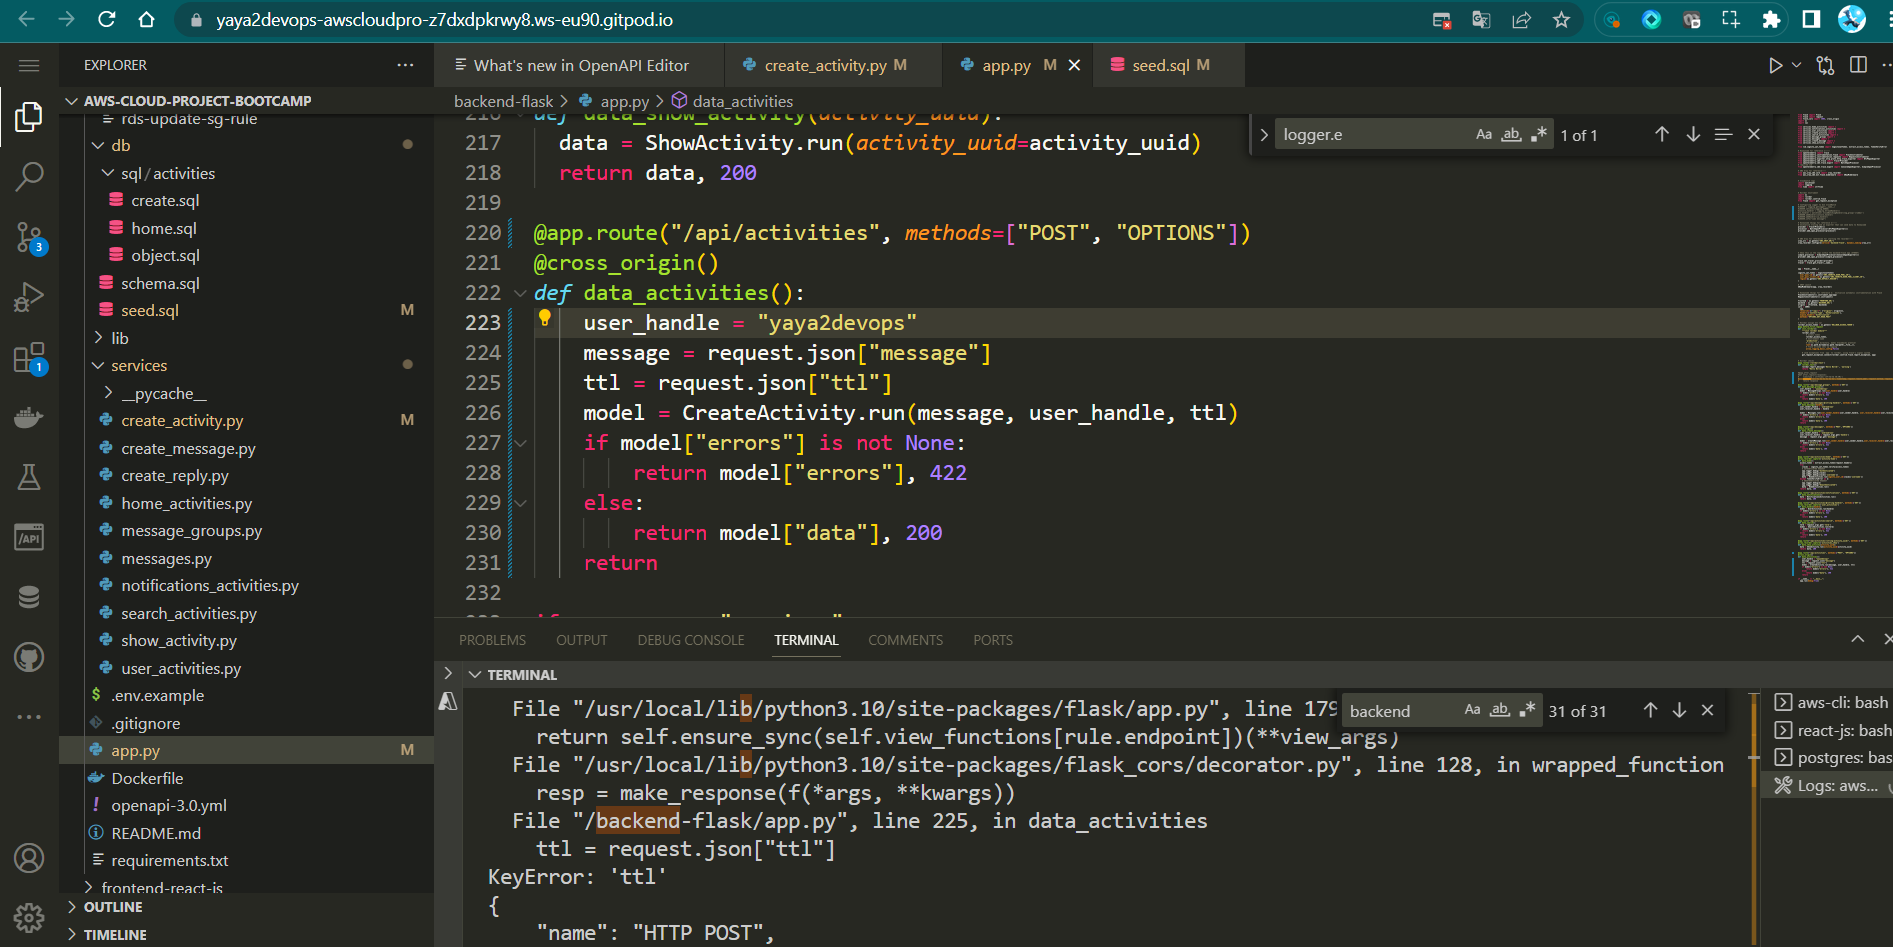 yaya2devops-awscloudpro-z7dxdpkrwy8.ws-eu90.gitpod.io
EXPLORER
AWS-CLOUD-PROJECT-BOOTCAMP
rds-update-sg-rule
db
sql/activities
create.sql
home.sql
object.sql
schema.sql
seed.sql M
lib
services
__pycache__
create_activity.py M
create_message.py
create_reply.py
home_activities.py
message_groups.py
messages.py
notifications_activities.py
search_activities.py
show_activity.py
user_activities.py
.env.example
.gitignore
app.py M
Dockerfile
openapi-3.0.yml
README.md
requirements.txt
frontend-react-js
OUTLINE
TIMELINE
3
1
/API
What's new in OpenAPI Editor
create_activity.py M
app.py M
seed.sql M
backend-flask > app.py > data_activities
logger.e Aa ab 1 of 1
216 def data_show_activity(activity_uuid):
217 data = ShowActivity.run(activity_uuid=activity_uuid)
218 return data, 200
219
220 @app.route("/api/activities", methods=["POST", "OPTIONS"])
221 @cross_origin()
222 def data_activities():
223 user_handle = "yaya2devops"
224 message = request.json["message"]
225 ttl = request.json["ttl"]
226 model = CreateActivity.run(message, user_handle, ttl)
227 if model["errors"] is not None:
228 return model["errors"], 422
229 else:
230 return model["data"], 200
231 return
232
PROBLEMS OUTPUT DEBUG CONSOLE TERMINAL COMMENTS PORTS
TERMINAL
backend Aa ab 31 of 31
File "/usr/local/lib/python3.10/site-packages/flask/app.py", line 179
return self.ensure_sync(self.view_functions[rule.endpoint])(**view_args)
File "/usr/local/lib/python3.10/site-packages/flask_cors/decorator.py", line 128, in wrapped_function
resp = make_response(f(*args, **kwargs))
File "/backend-flask/app.py", line 225, in data_activities
ttl = request.json["ttl"]
KeyError: 'ttl'
{
"name": "HTTP POST",
aws-cli: bash
react-js: bash
postgres: bas
Logs: aws...